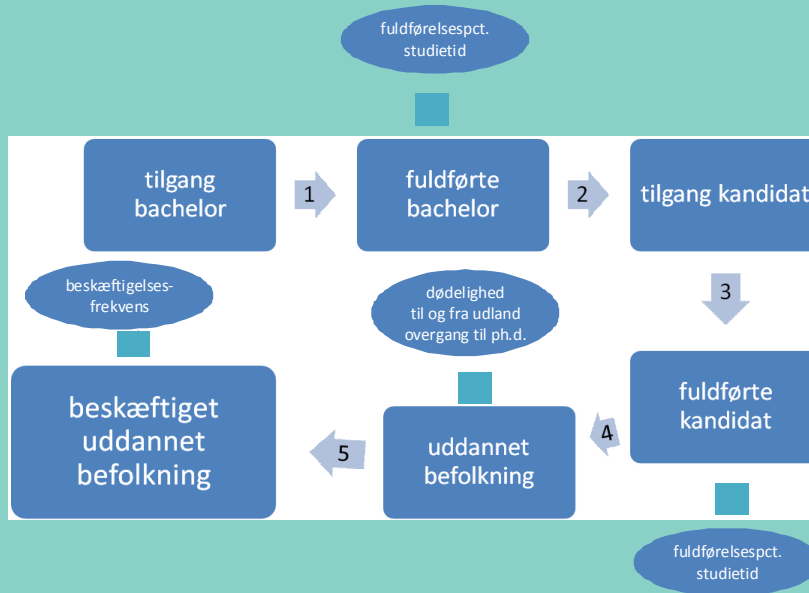 fuldførelsespct.
studietid
tilgang
bachelor
1
fuldførte
bachelor
2
tilgang kandidat
3
beskæftigelses-
frekvens
dødelighed
til og fra udland
overgang til ph.d.
fuldførte
kandidat
4
uddannet
befolkning
5
beskæftiget
uddannet
befolkning
fuldførelsespct.
studietid